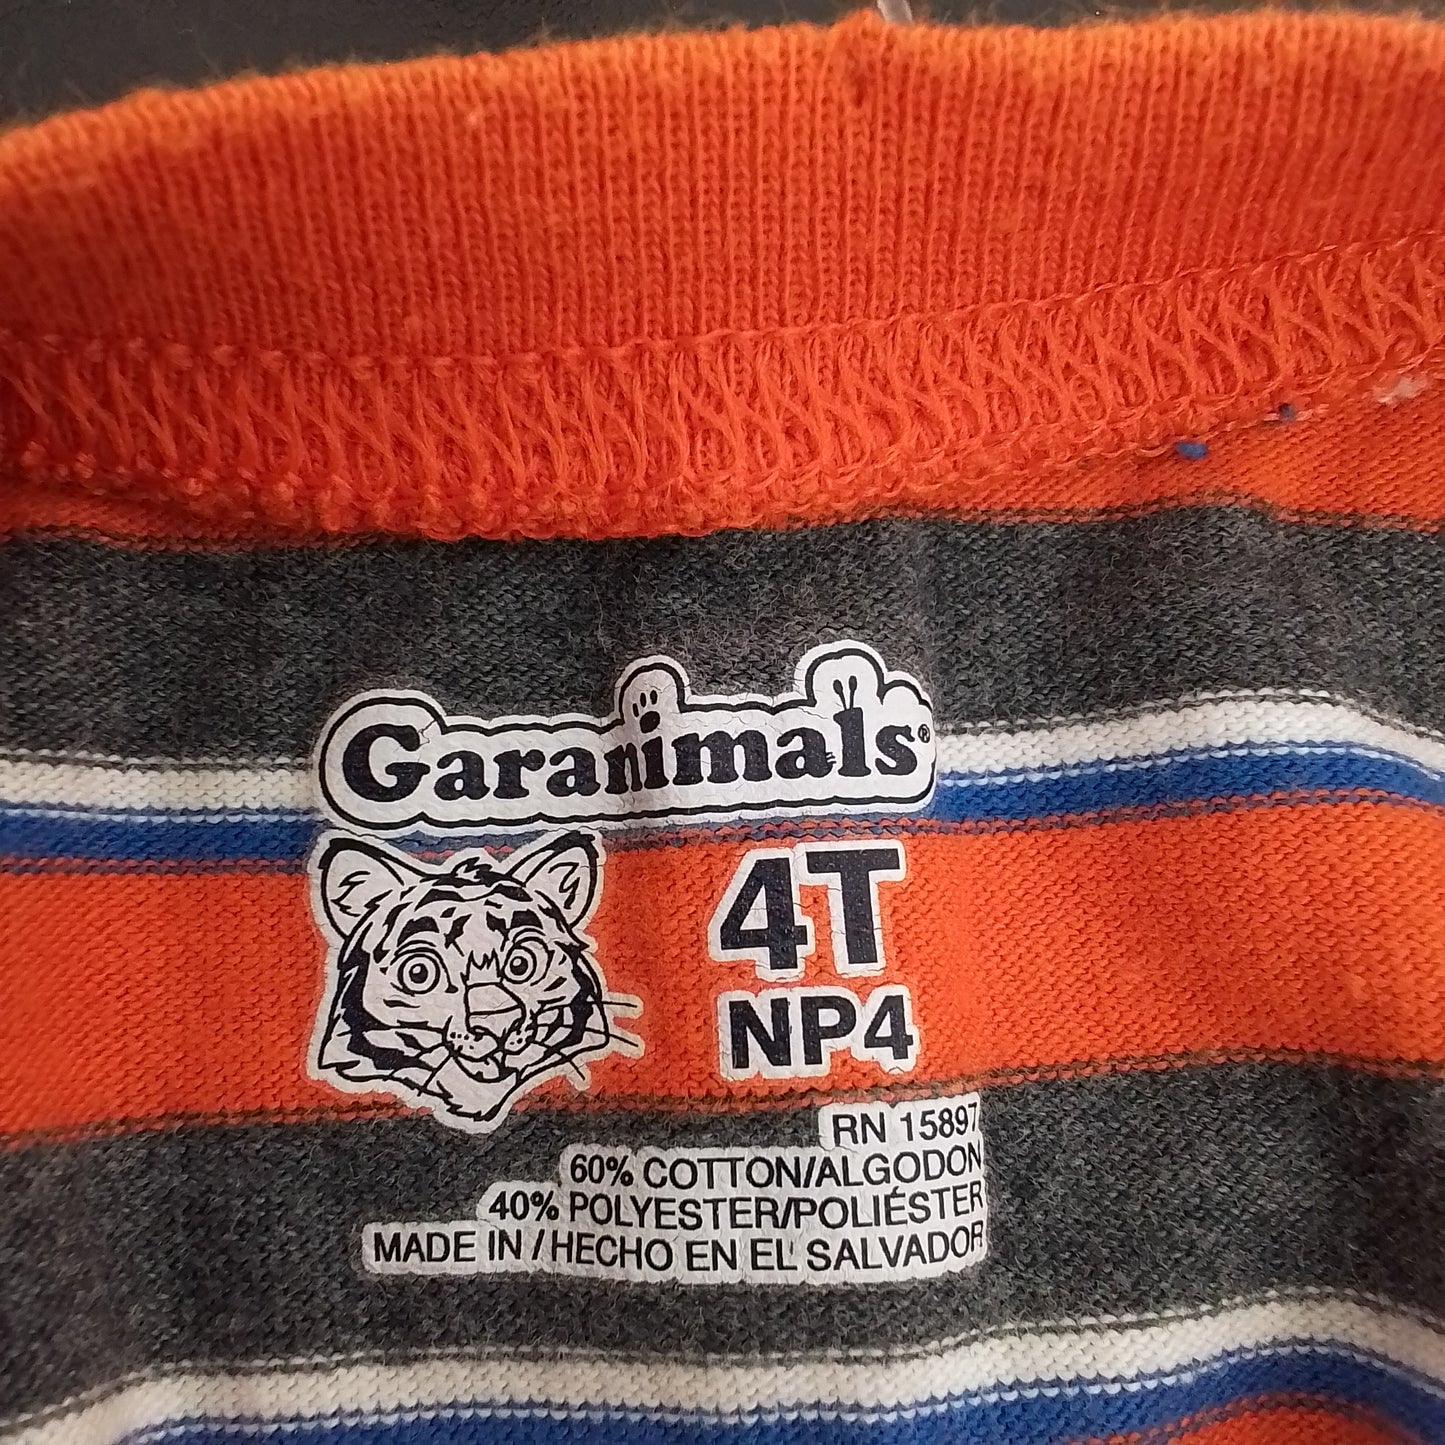 Garanimals®
4T
NP4
RN 15897
60% COTTON/ALGODON
40% POLYESTER/POLIÉSTER
MADE IN / HECHO EN EL SALVADOR